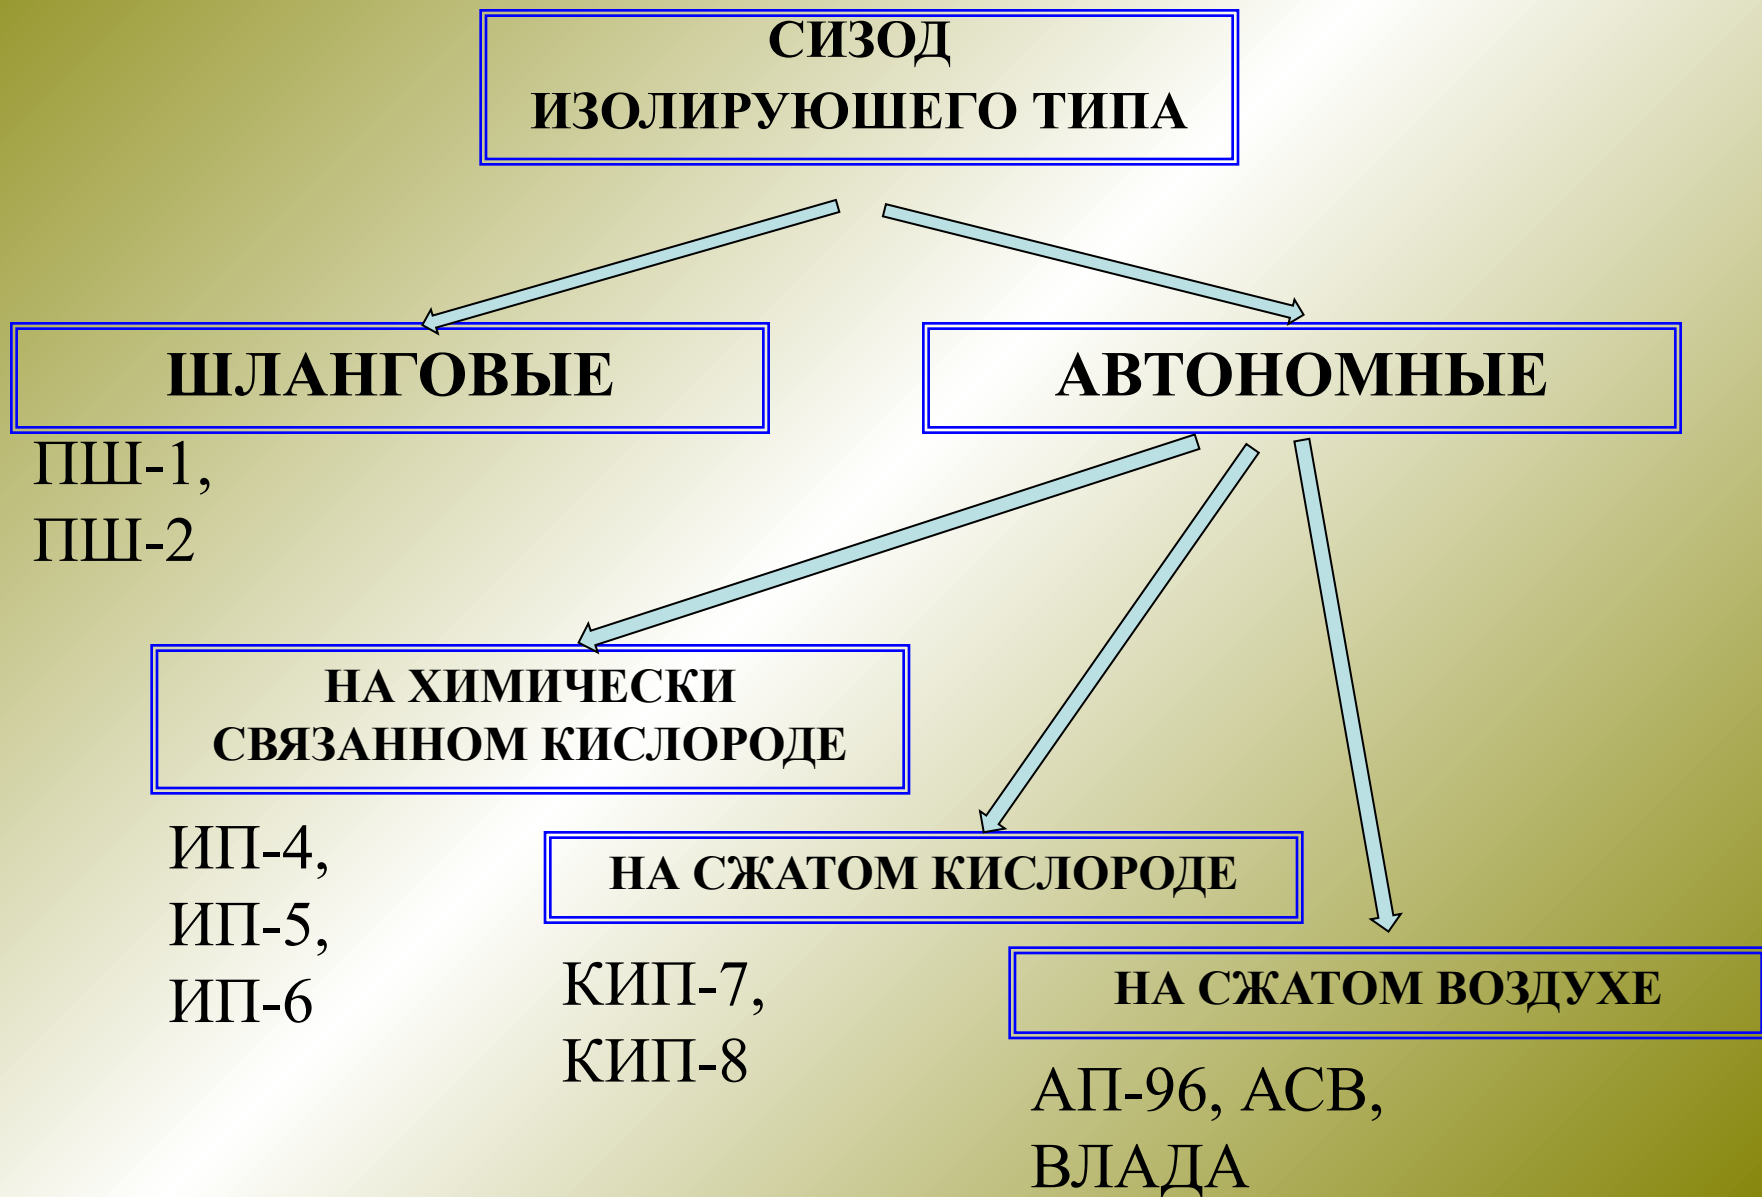 СИЗОД
ИЗОЛИРУЮШЕГО ТИПА
ШЛАНГОВЫЕ
АВТОНОМНЫЕ
ПШ-1,
ПШ-2
НА ХИМИЧЕСКИ
СВЯЗАННОМ КИСЛОРОДЕ
ИП-4,
ИП-5,
ИП-6
НА СЖАТОМ КИСЛОРОДЕ
КИП-7,
КИП-8
НА СЖАТОМ ВОЗДУХЕ
АП-96, АСВ,
ВЛАДА